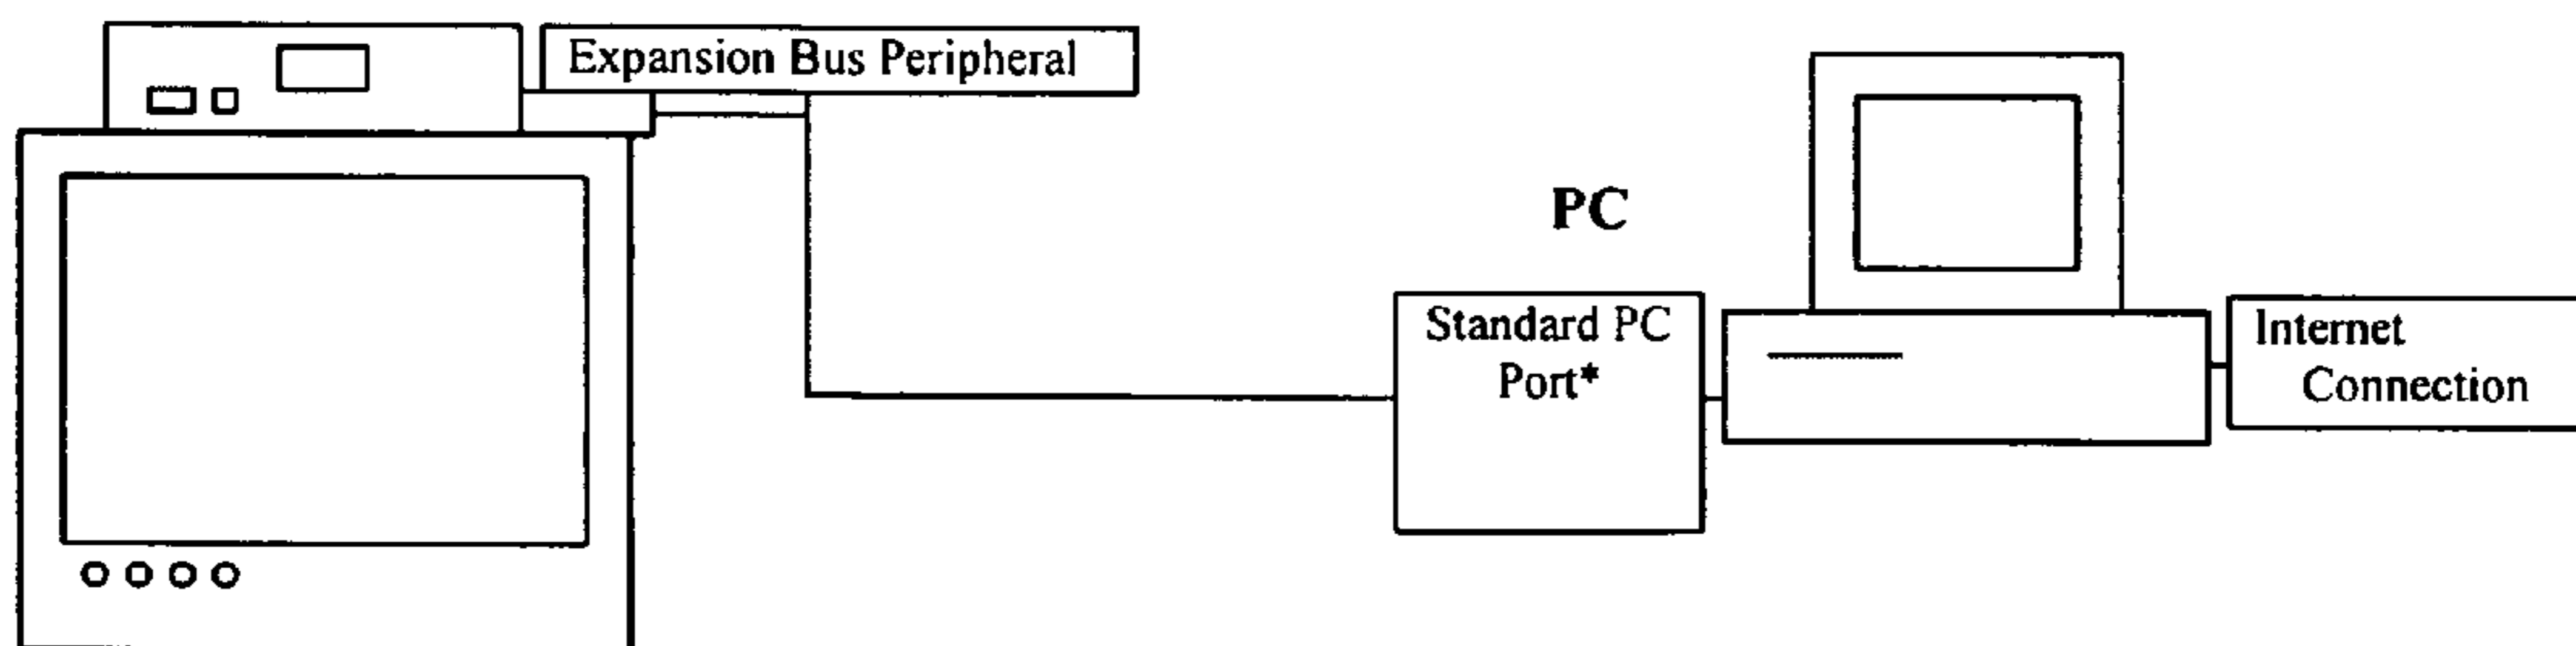 Expansion Bus Peripheral
PC
Standard PC
Port*
Internet
Connection